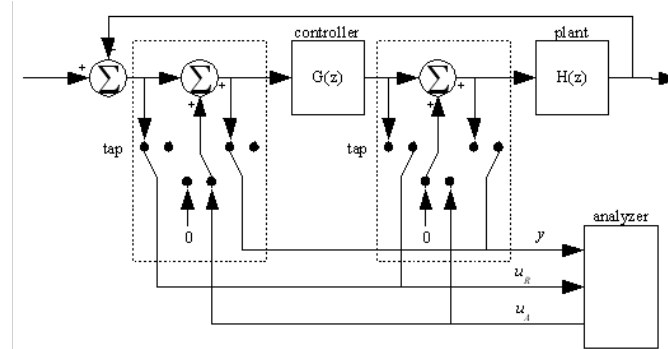 controller
plant
+
-
Σ
Σ
+
+
G(z)
Σ
+
+
H(z)
tap
tap
0
0
analyzer
y
u_R
u_A